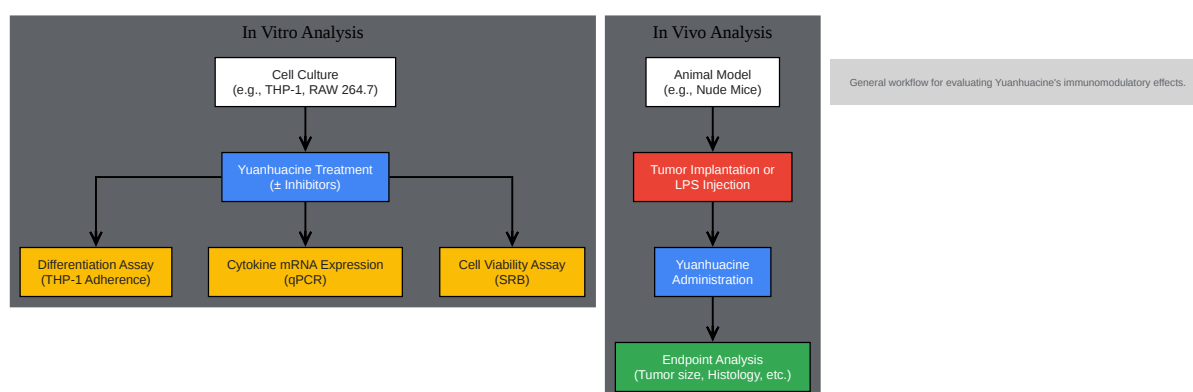 In Vitro Analysis
Cell Culture
(e.g., THP-1, RAW 264.7)
Yuanhuacine Treatment
(± Inhibitors)
Differentiation Assay
(THP-1 Adherence)
Cytokine mRNA Expression
(qPCR)
Cell Viability Assay
(SRB)
In Vivo Analysis
Animal Model
(e.g., Nude Mice)
Tumor Implantation or
LPS Injection
Yuanhuacine
Administration
Endpoint Analysis
(Tumor size, Histology, etc.)
General workflow for evaluating Yuanhuacine's immunomodulatory effects.